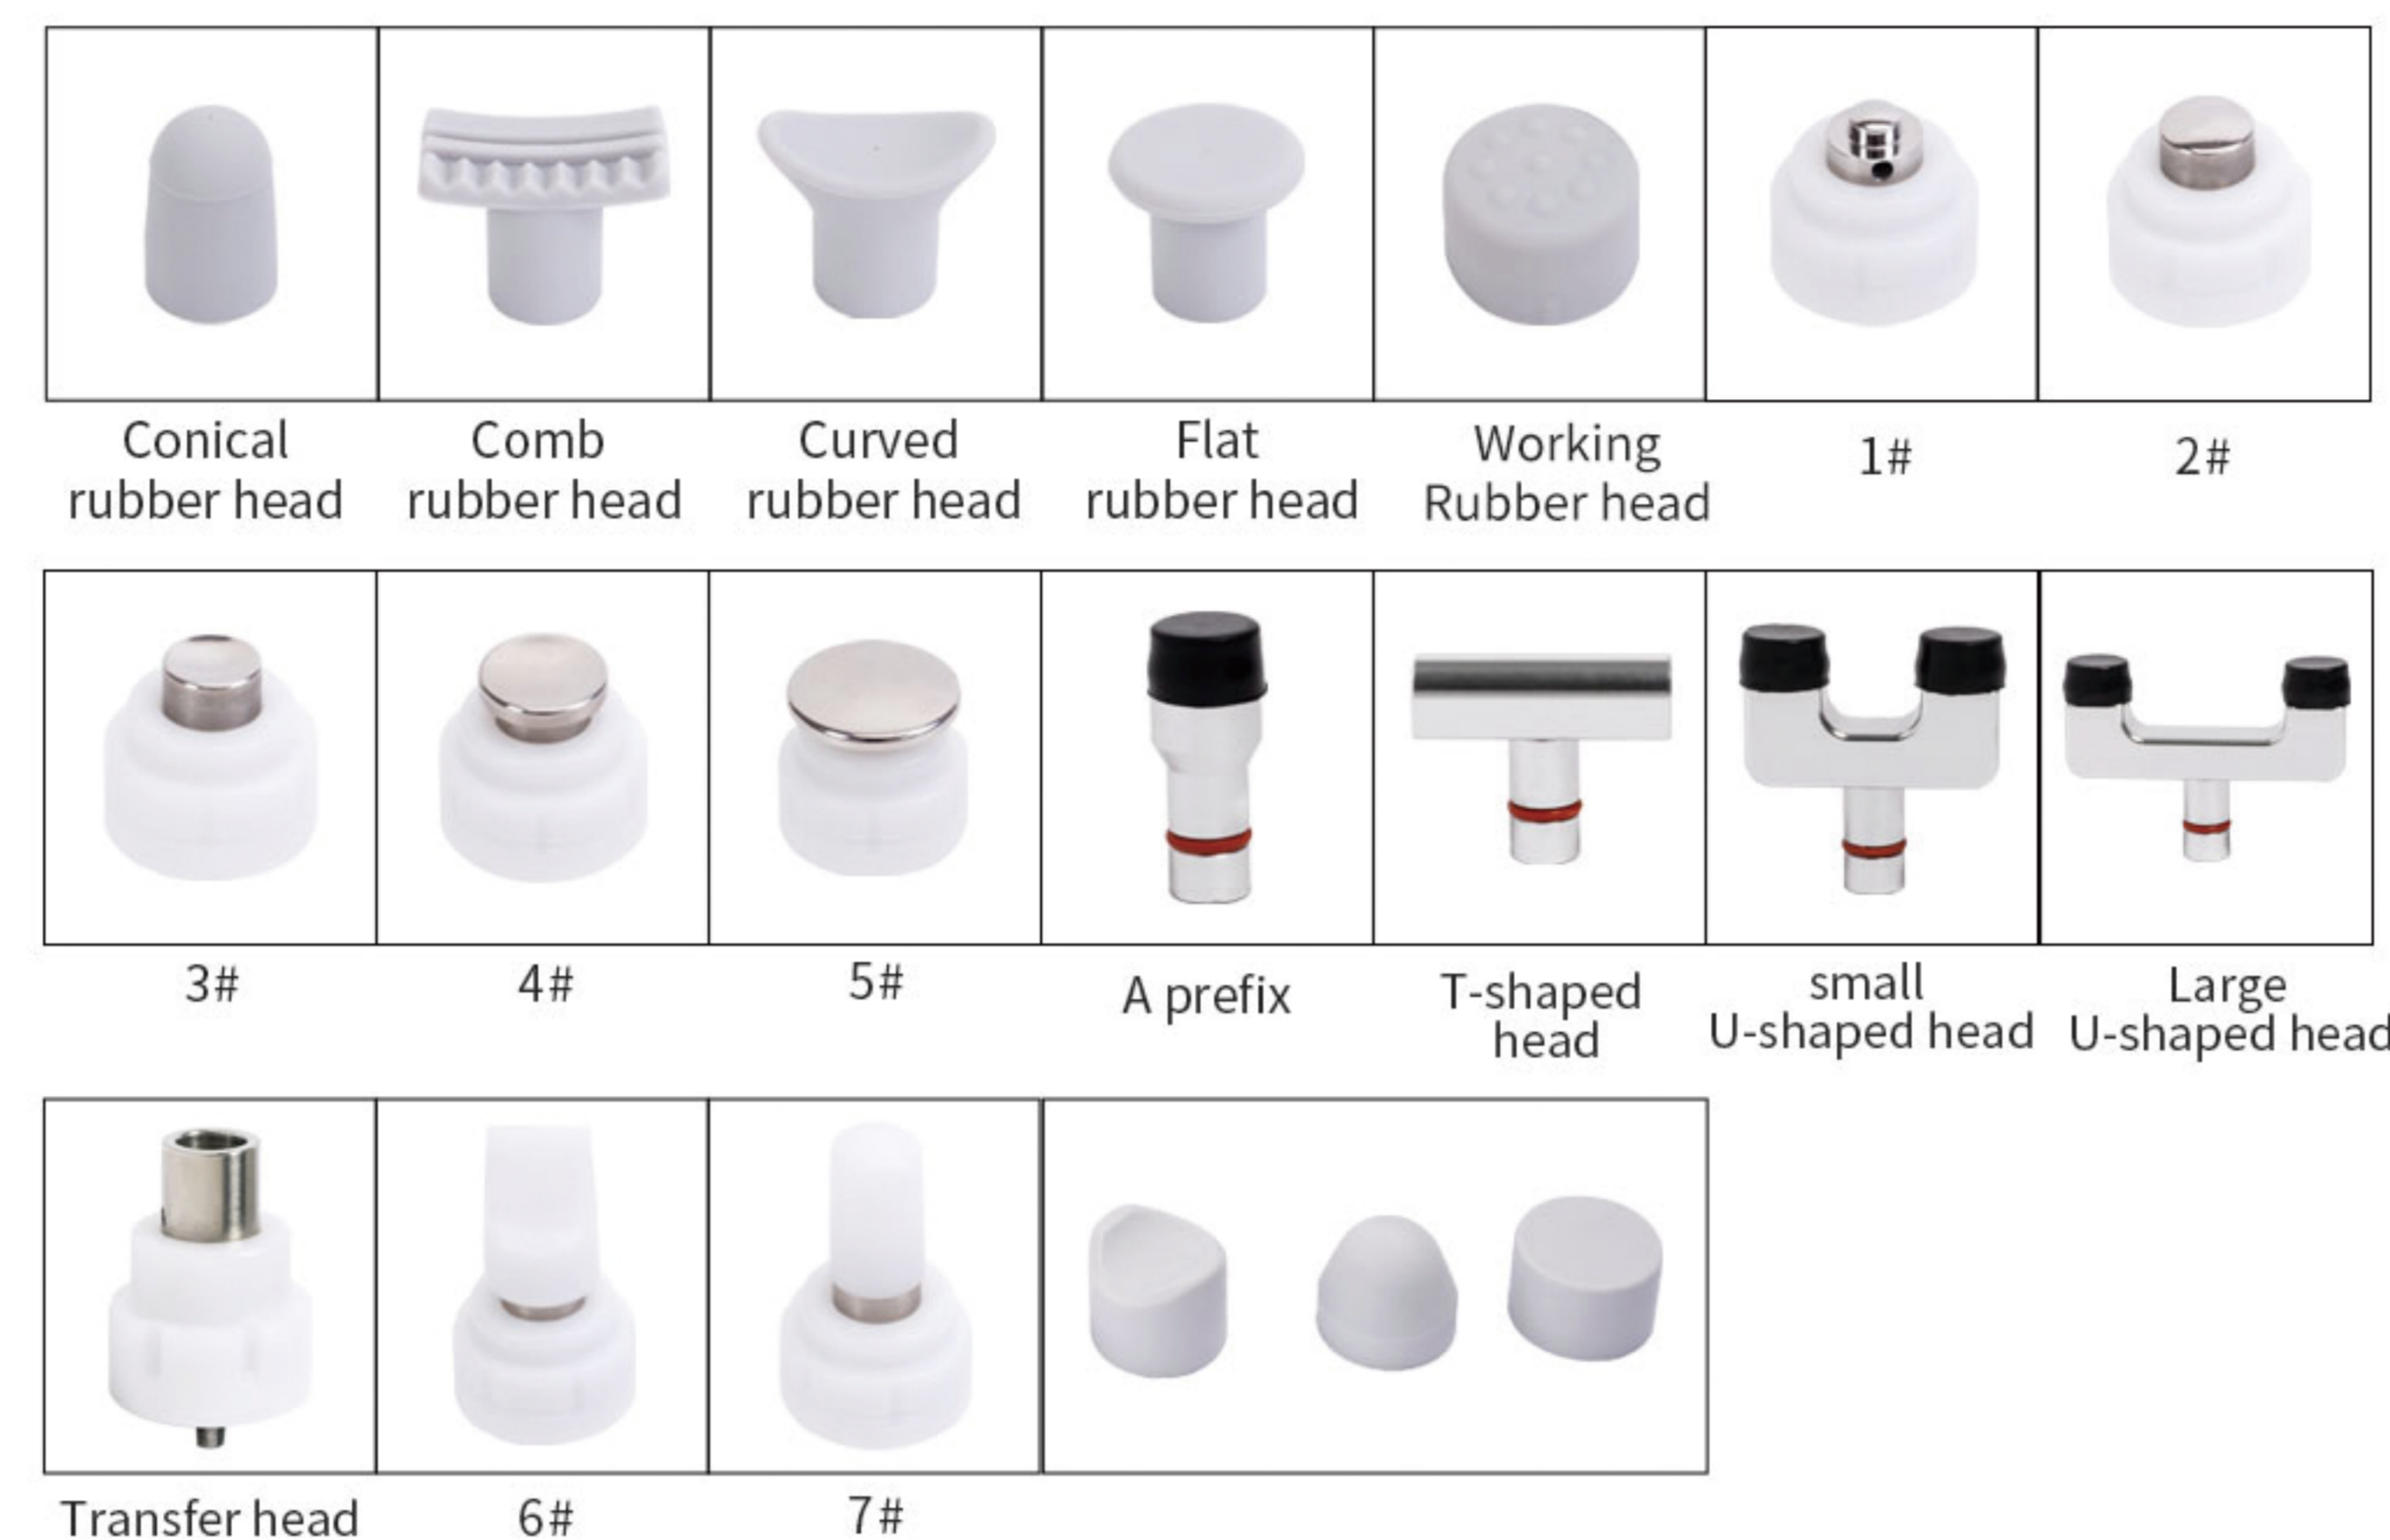 Conical
rubber head
Comb
rubber head
Curved
rubber head
Flat
rubber head
Working
Rubber head
1#
2#
3#
4#
5#
A prefix
T-shaped
head
small
U-shaped head
Large
U-shaped head
Transfer head
6#
7#